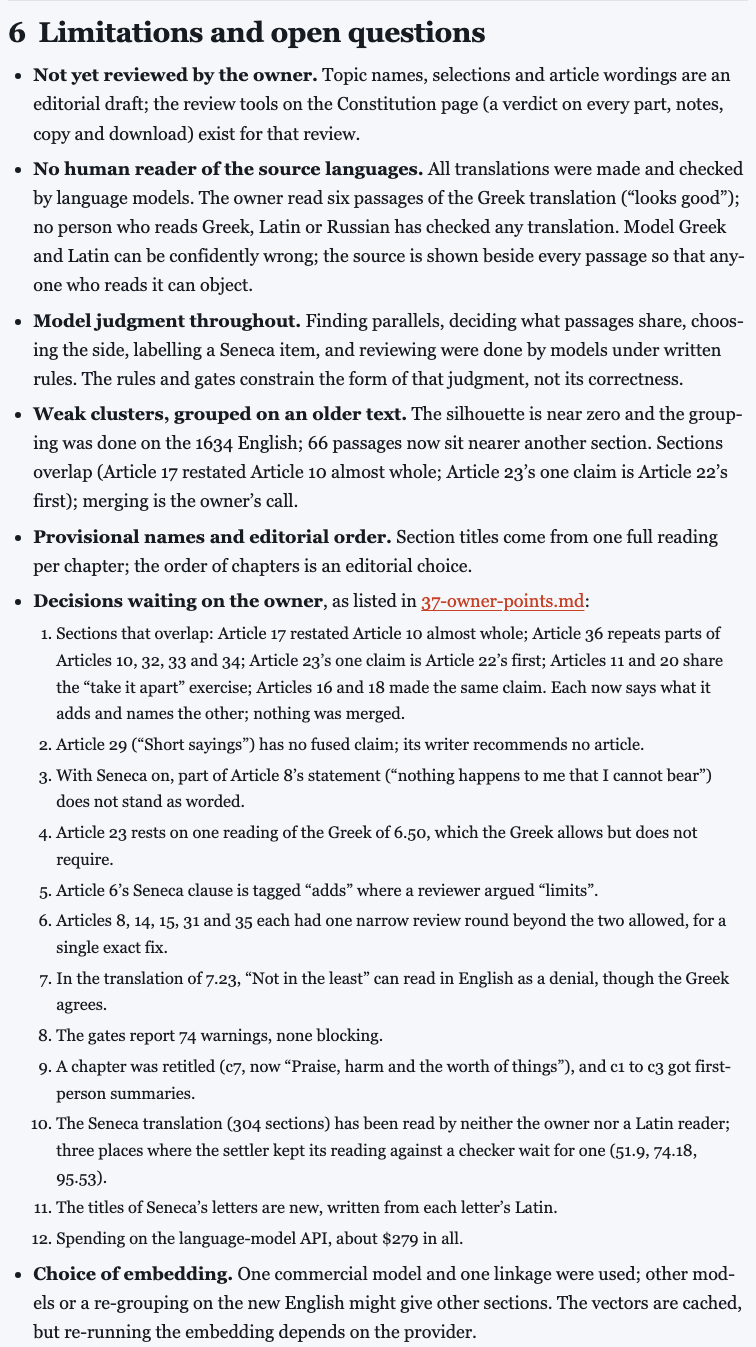 6 Limitations and open questions
• Not yet reviewed by the owner. Topic names, selections and article wordings are an
editorial draft; the review tools on the Constitution page (a verdict on every part, notes,
copy and download) exist for that review.
• No human reader of the source languages. All translations were made and checked
by language models. The owner read six passages of the Greek translation (“looks good”);
no person who reads Greek, Latin or Russian has checked any translation. Model Greek
and Latin can be confidently wrong; the source is shown beside every passage so that any-
one who reads it can object.
• Model judgment throughout. Finding parallels, deciding what passages share, choos-
ing the side, labelling a Seneca item, and reviewing were done by models under written
rules. The rules and gates constrain the form of that judgment, not its correctness.
• Weak clusters, grouped on an older text. The silhouette is near zero and the group-
ing was done on the 1634 English; 66 passages now sit nearer another section. Sections
overlap (Article 17 restated Article 10 almost whole; Article 23’s one claim is Article 22’s
first); merging is the owner’s call.
• Provisional names and editorial order. Section titles come from one full reading
per chapter; the order of chapters is an editorial choice.
• Decisions waiting on the owner, as listed in 37-owner-points.md:
1. Sections that overlap: Article 17 restated Article 10 almost whole; Article 36 repeats parts of
Articles 10, 32, 33 and 34; Article 23’s one claim is Article 22’s first; Articles 11 and 20 share
the “take it apart” exercise; Articles 16 and 18 made the same claim. Each now says what it
adds and names the other; nothing was merged.
2. Article 29 (“Short sayings”) has no fused claim; its writer recommends no article.
3. With Seneca on, part of Article 8’s statement (“nothing happens to me that I cannot bear”)
does not stand as worded.
4. Article 23 rests on one reading of the Greek of 6.50, which the Greek allows but does not
require.
5. Article 6’s Seneca clause is tagged “adds” where a reviewer argued “limits”.
6. Articles 8, 14, 15, 31 and 35 each had one narrow review round beyond the two allowed, for a
single exact fix.
7. In the translation of 7.23, “Not in the least” can read in English as a denial, though the Greek
agrees.
8. The gates report 74 warnings, none blocking.
9. A chapter was retitled (c7, now “Praise, harm and the worth of things”), and c1 to c3 got first-
person summaries.
10. The Seneca translation (304 sections) has been read by neither the owner nor a Latin reader;
three places where the settler kept its reading against a checker wait for one (51.9, 74.18,
95.53).
11. The titles of Seneca’s letters are new, written from each letter’s Latin.
12. Spending on the language-model API, about $279 in all.
• Choice of embedding. One commercial model and one linkage were used; other mod-
els or a re-grouping on the new English might give other sections. The vectors are cached,
but re-running the embedding depends on the provider.